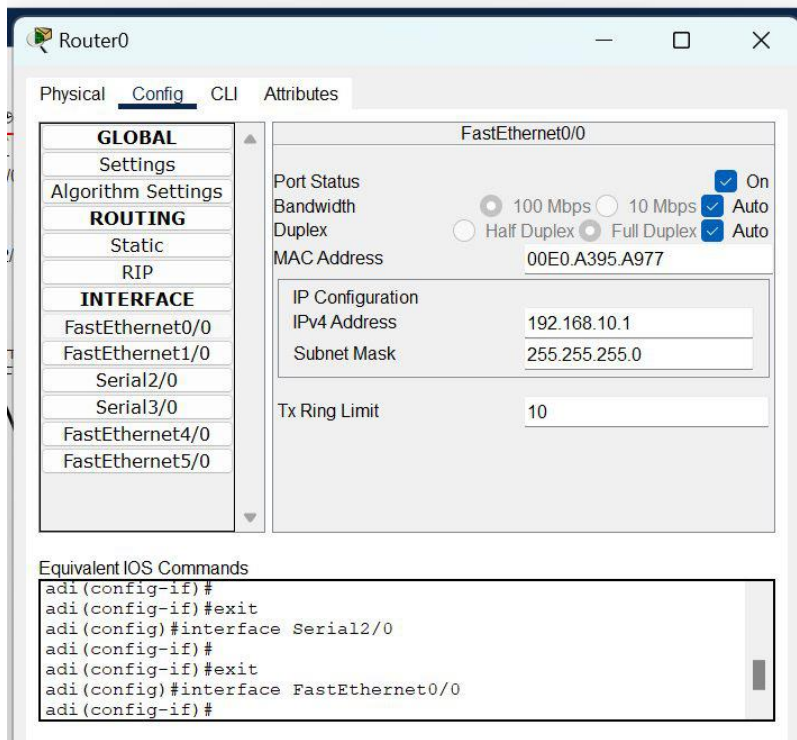 Router0
Physical Config CLI Attributes
GLOBAL
Settings
Algorithm Settings
ROUTING
Static
RIP
INTERFACE
FastEthernet0/0
FastEthernet1/0
Serial2/0
Serial3/0
FastEthernet4/0
FastEthernet5/0
FastEthernet0/0
Port Status On
Bandwidth 100 Mbps 10 Mbps Auto
Duplex Half Duplex Full Duplex Auto
MAC Address 00E0.A395.A977
IP Configuration
IPv4 Address 192.168.10.1
Subnet Mask 255.255.255.0
Tx Ring Limit 10
Equivalent IOS Commands
adi(config-if)#
adi(config-if)#exit
adi(config)#interface Serial2/0
adi(config-if)#
adi(config-if)#exit
adi(config)#interface FastEthernet0/0
adi(config-if)#